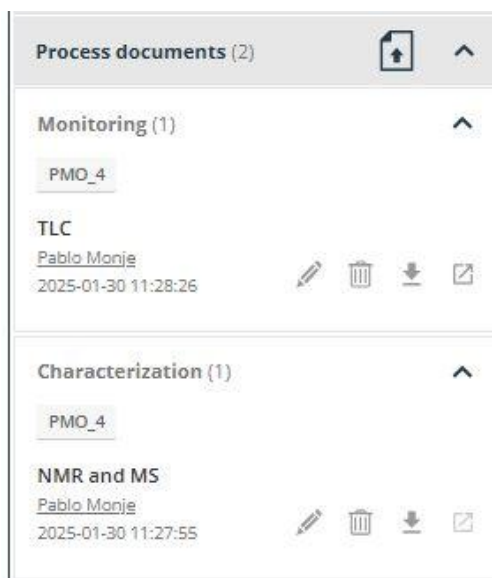 Process documents (2)
Monitoring (1)
PMO_4
TLC
Pablo Monje
2025-01-30 11:28:26
Characterization (1)
PMO_4
NMR and MS
Pablo Monje
2025-01-30 11:27:55